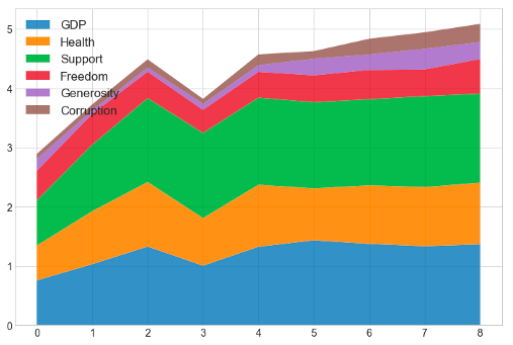 5
4
3
2
1
0
GDP
Health
Support
Freedom
Generosity
Corruption
0 1 2 3 4 5 6 7 8